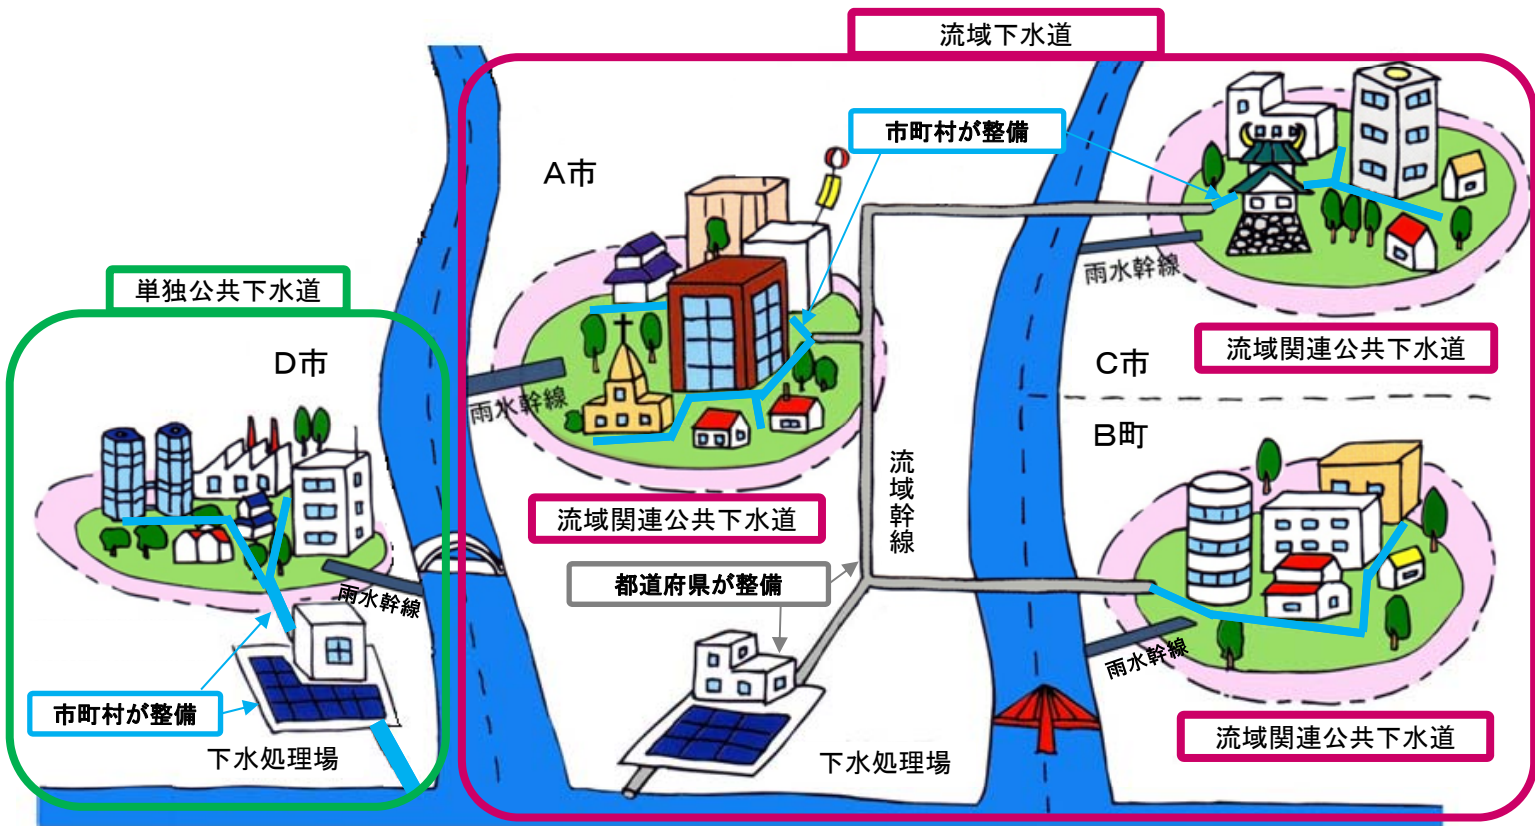 流域下水道
市町村が整備
A市
雨水幹線
単独公共下水道
流域関連公共下水道
D市
C市
雨水幹線
B町
流域幹線
流域関連公共下水道
都道府県が整備
雨水幹線
雨水幹線
市町村が整備
流域関連公共下水道
下水処理場
下水処理場